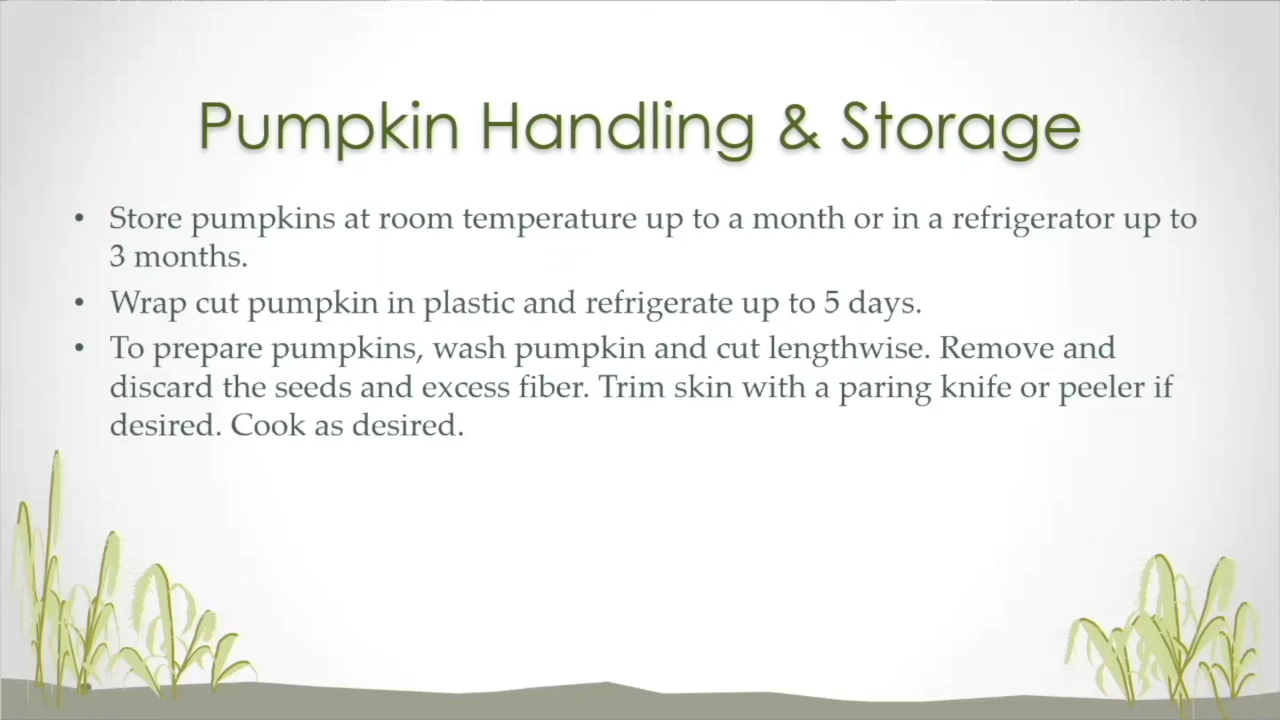 Pumpkin Handling & Storage
• Store pumpkins at room temperature up to a month or in a refrigerator up to
3 months.
• Wrap cut pumpkin in plastic and refrigerate up to 5 days.
• To prepare pumpkins, wash pumpkin and cut lengthwise. Remove and
discard the seeds and excess fiber. Trim skin with a paring knife or peeler if
desired. Cook as desired.